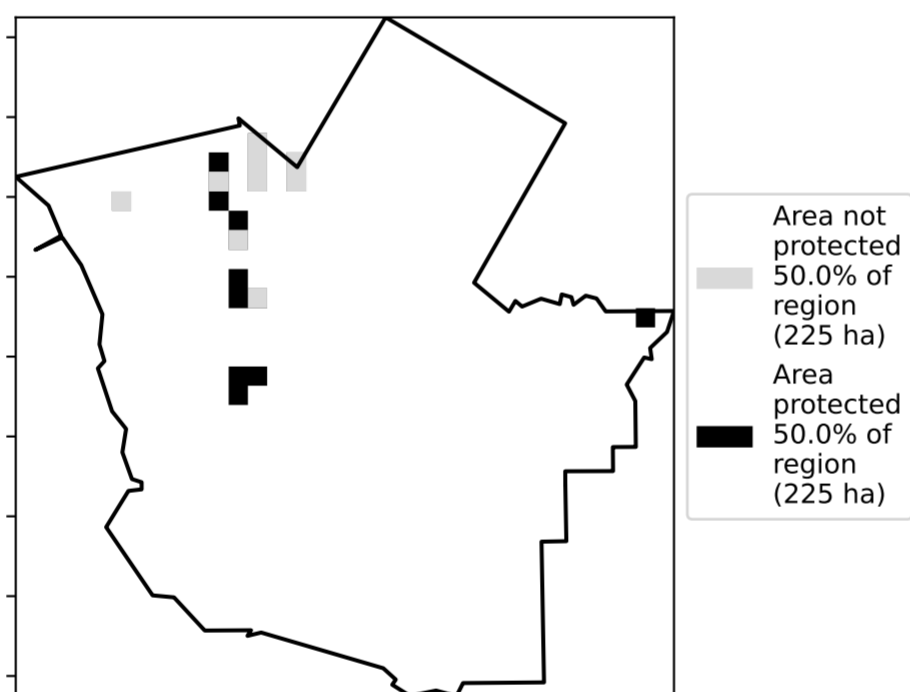 Area not
protected
50.0% of
region
(225 ha)
Area
protected
50.0% of
region
(225 ha)